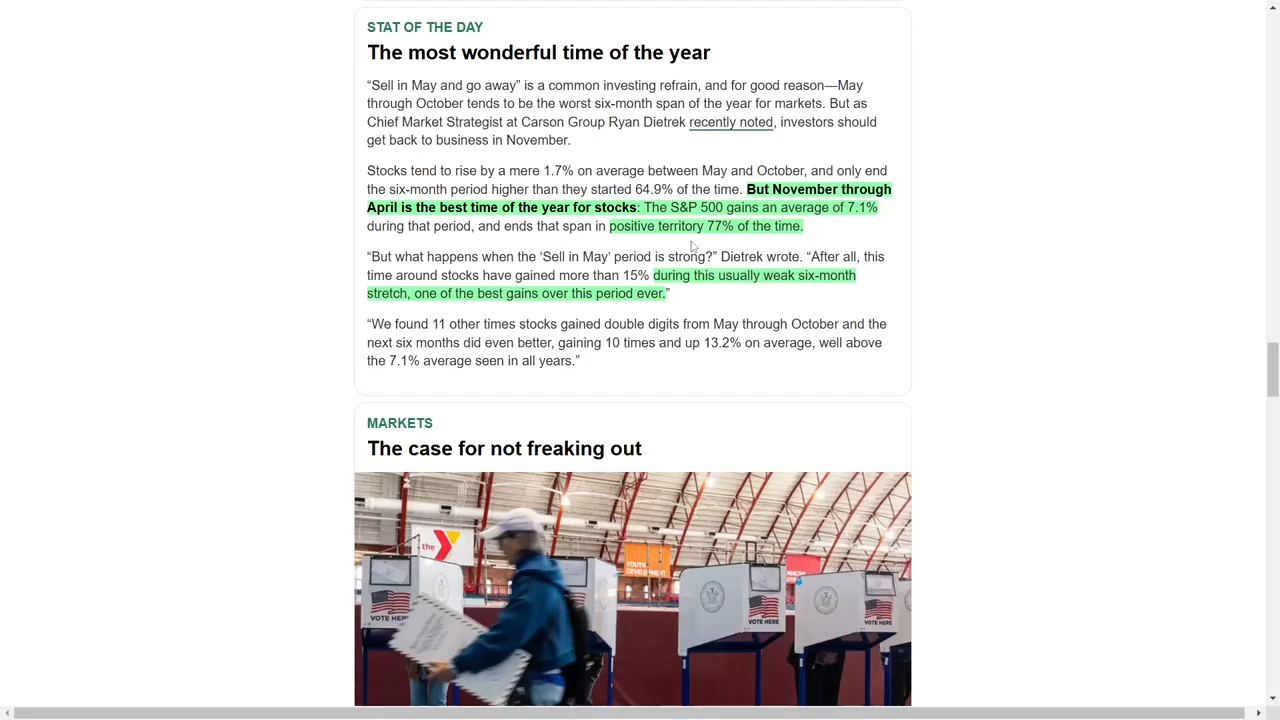 STAT OF THE DAY
The most wonderful time of the year
“Sell in May and go away” is a common investing refrain, and for good reason—May
through October tends to be the worst six-month span of the year for markets. But as
Chief Market Strategist at Carson Group Ryan Dietrek recently noted, investors should
get back to business in November.
Stocks tend to rise by a mere 1.7% on average between May and October, and only end
the six-month period higher than they started 64.9% of the time. But November through
April is the best time of the year for stocks: The S&P 500 gains an average of 7.1%
during that period, and ends that span in positive territory 77% of the time.
“But what happens when the ‘Sell in May’ period is strong?” Dietrek wrote. “After all, this
time around stocks have gained more than 15% during this usually weak six-month
stretch, one of the best gains over this period ever.”
“We found 11 other times stocks gained double digits from May through October and the
next six months did even better, gaining 10 times and up 13.2% on average, well above
the 7.1% average seen in all years.”
MARKETS
The case for not freaking out
the Y
YOUTH
DEVELOPMENT
HEALTHY
LIVING
VOTE HERE
VOTE HERE
VOTE HERE